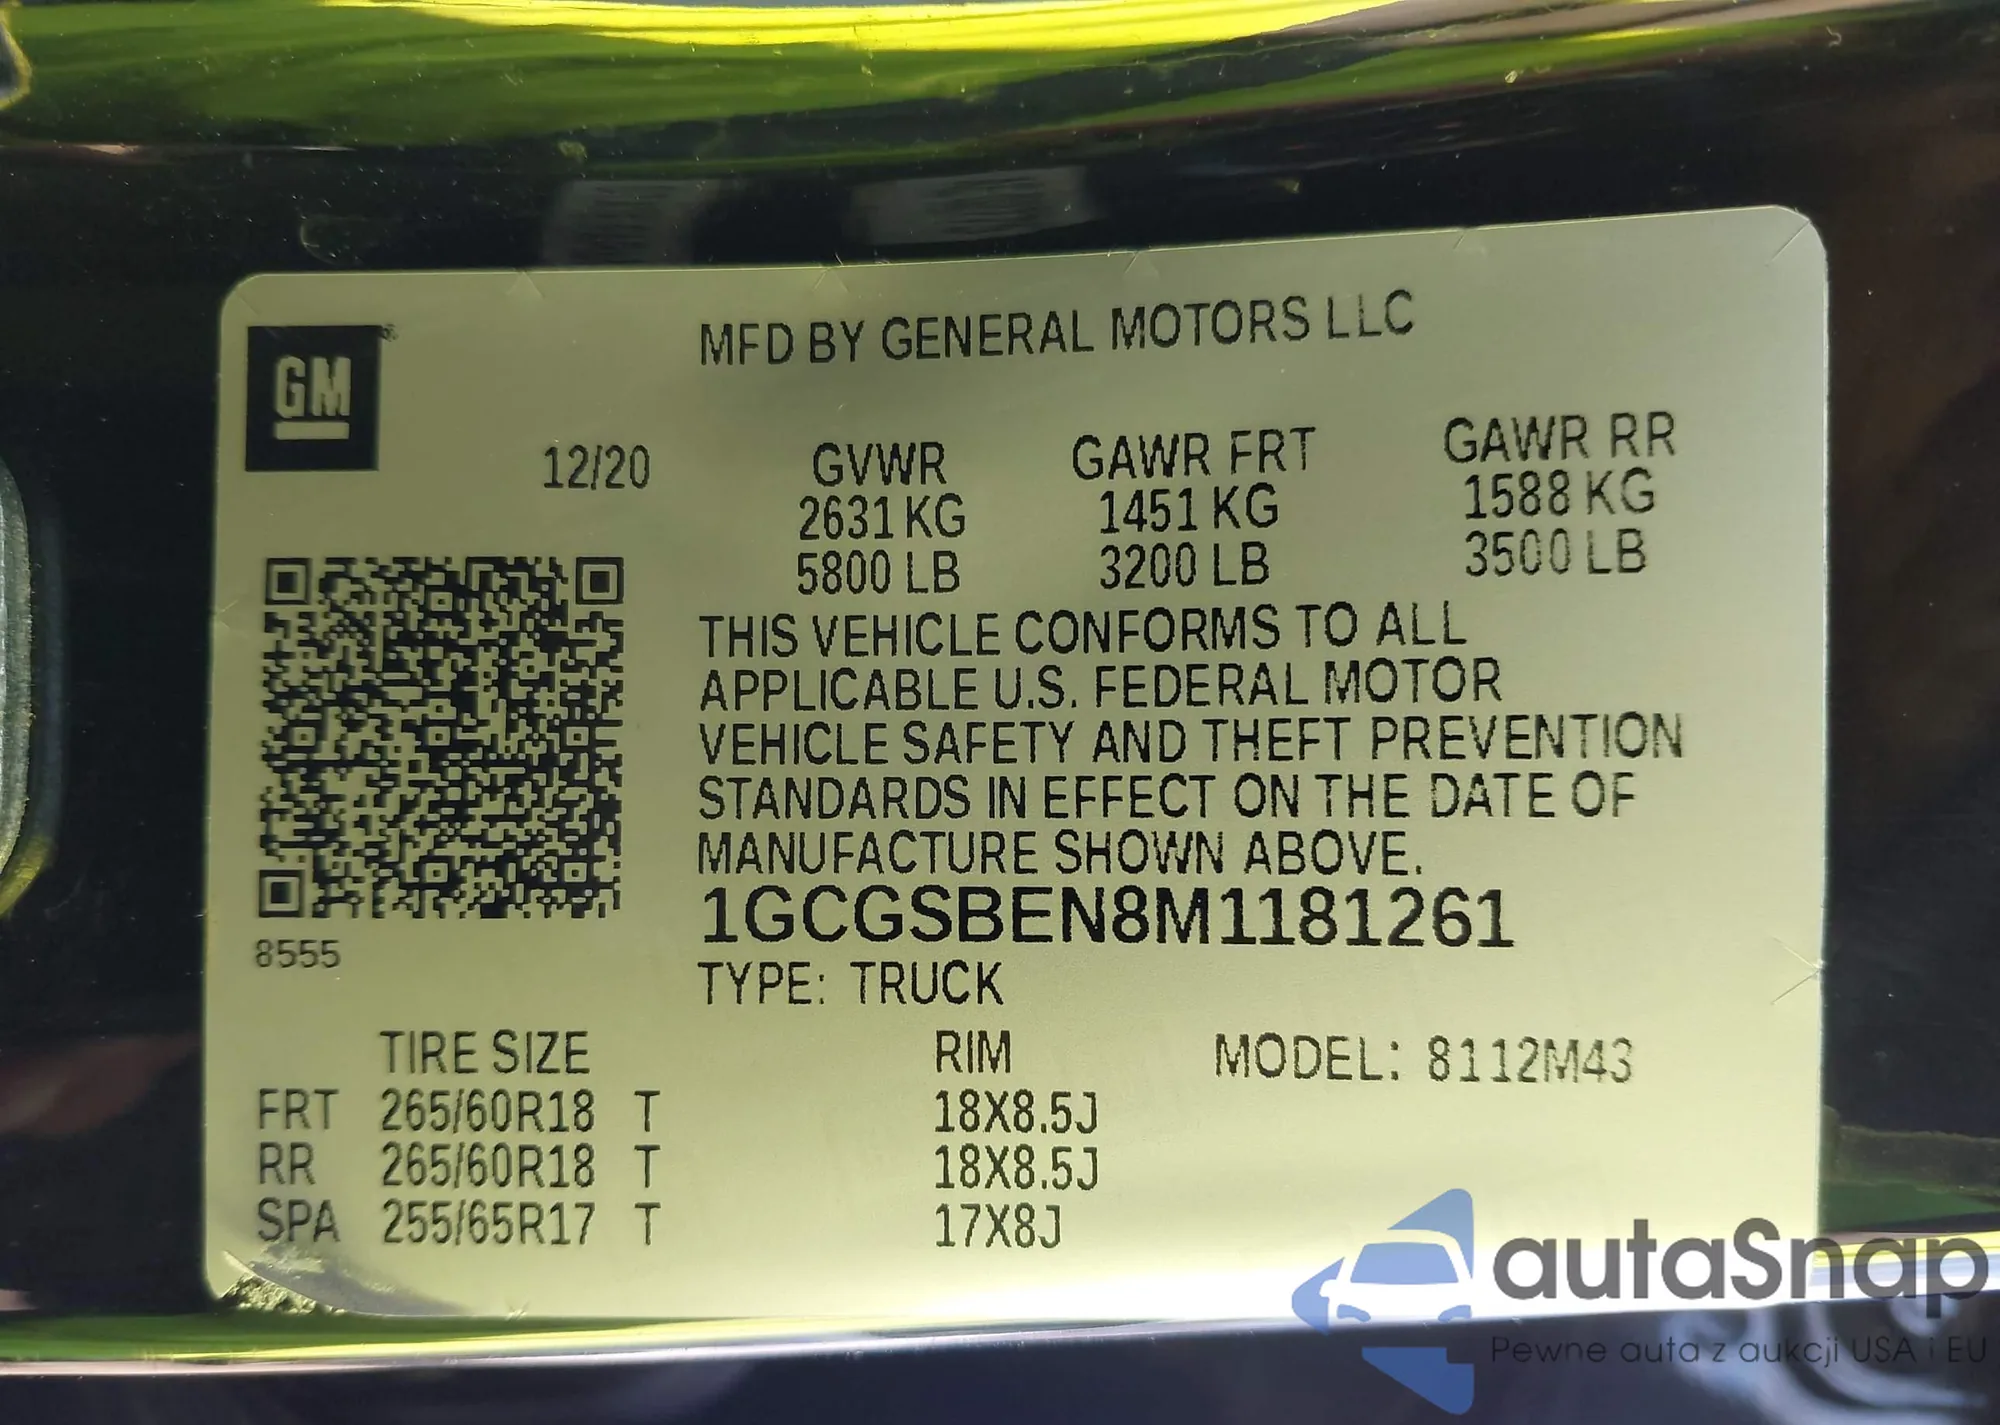 MFD BY GENERAL MOTORS LLC
GM®
12/20 GVWR GAWR FRT GAWR RR
2631 KG 1451 KG 1588 KG
5800 LB 3200 LB 3500 LB
THIS VEHICLE CONFORMS TO ALL
APPLICABLE U.S. FEDERAL MOTOR
VEHICLE SAFETY AND THEFT PREVENTION
STANDARDS IN EFFECT ON THE DATE OF
MANUFACTURE SHOWN ABOVE.
1GCGSBEN8M1181261
8555
TYPE: TRUCK
TIRE SIZE RIM MODEL: 8112M43
FRT 265/60R18 T 18X8.5J
RR 265/60R18 T 18X8.5J
SPA 255/65R17 T 17X8J
autaSnap
Pewne auta z aukcji USA i EU